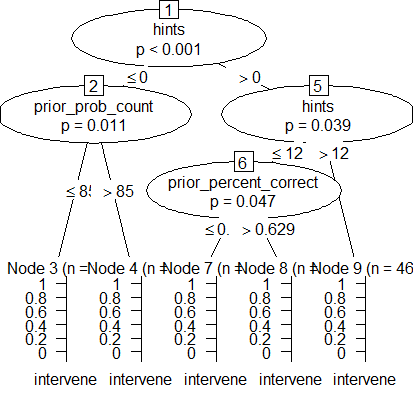 1
hints
p < 0.001
≤ 0
> 0
2
prior_prob_count
p = 0.011
5
hints
p = 0.039
≤ 12
> 12
6
prior_percent_correct
p = 0.047
≤ 85
> 85
≤ 0.
> 0.629
Node 3 (n =
Node 4 (n =
Node 7 (n =
Node 8 (n =
Node 9 (n = 46
1 1 1 1 1
0.8 0.8 0.8 0.8 0.8
0.6 0.6 0.6 0.6 0.6
0.4 0.4 0.4 0.4 0.4
0.2 0.2 0.2 0.2 0.2
0 0 0 0 0
intervene intervene intervene intervene intervene